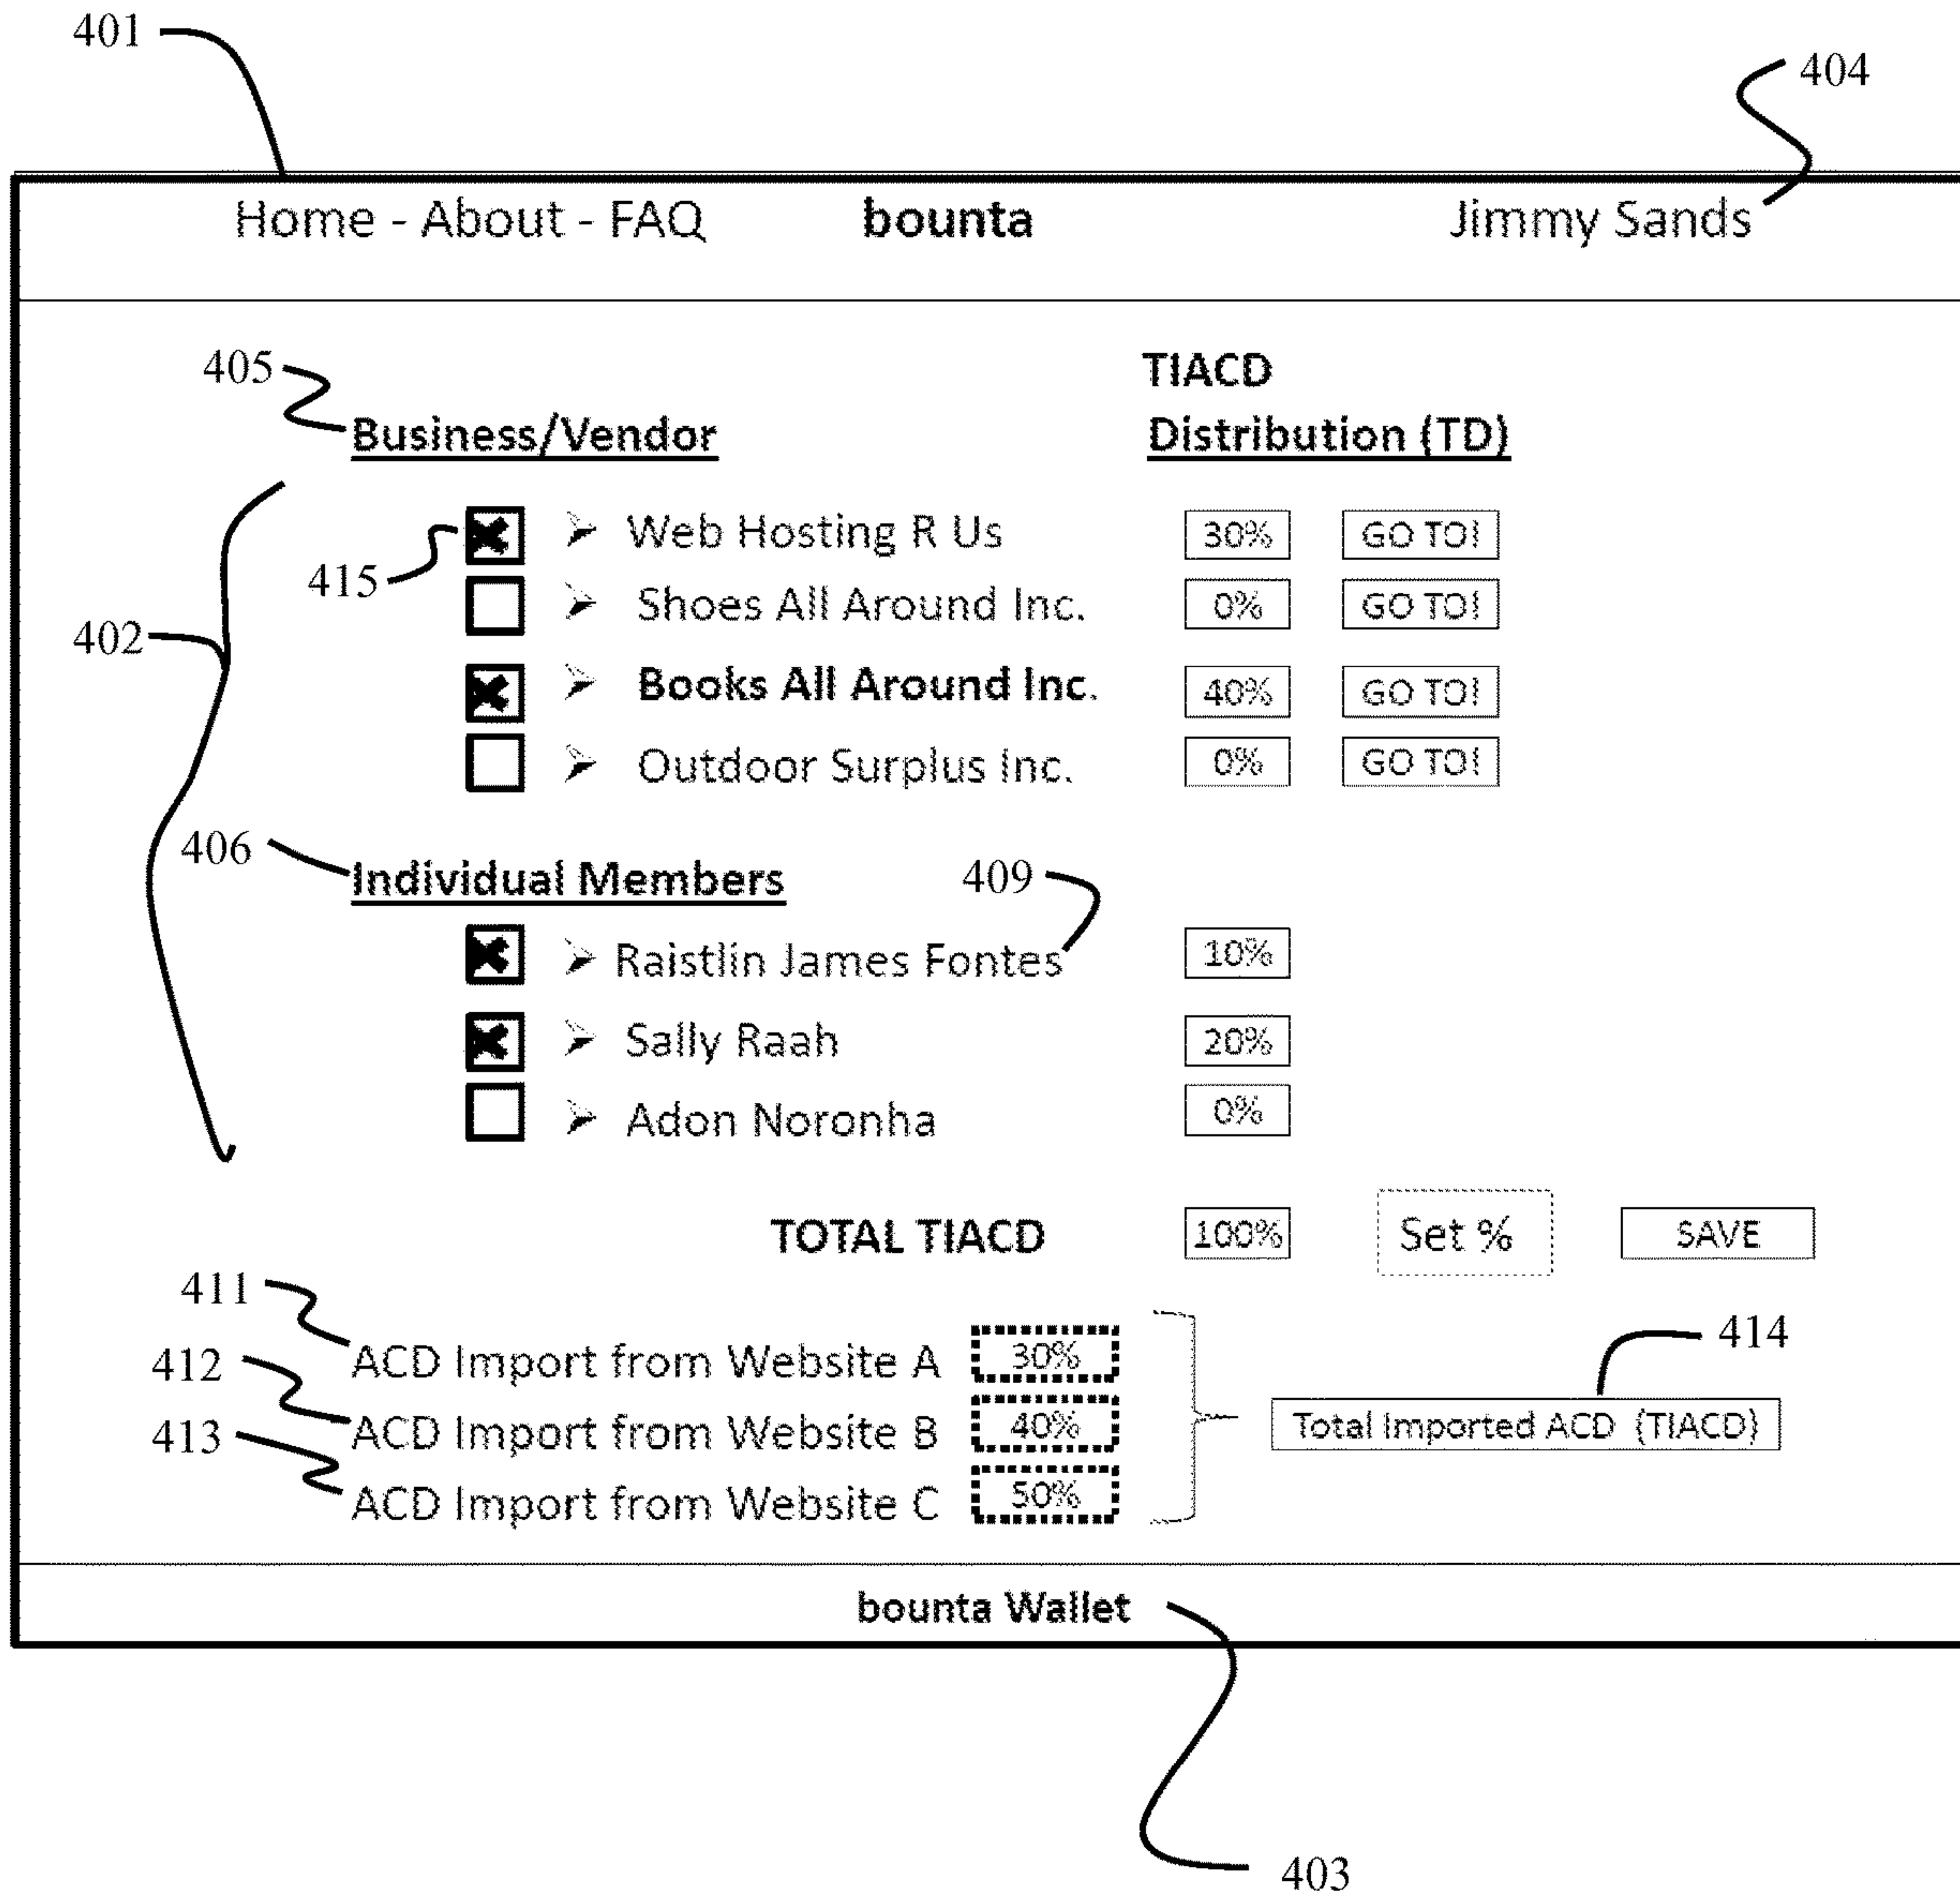 401
404
Home - About - FAQ bounta Jimmy Sands
405
TIACD
Business/Vendor Distribution (TD)
Web Hosting R Us 30% GO TO!
415
Shoes All Around Inc. 0% GO TO!
402
Books All Around Inc. 40% GO TO!
Outdoor Surplus Inc. 0% GO TO!
406
Individual Members
409
Raistlin James Fontes 10%
Sally Raah 20%
Adon Noronha 0%
TOTAL TIACD 100% Set % SAVE
411
ACD Import from Website A 30%
414
412
ACD Import from Website B 40%
Total Imported ACD (TIACD)
413
ACD Import from Website C 50%
bounta Wallet
403